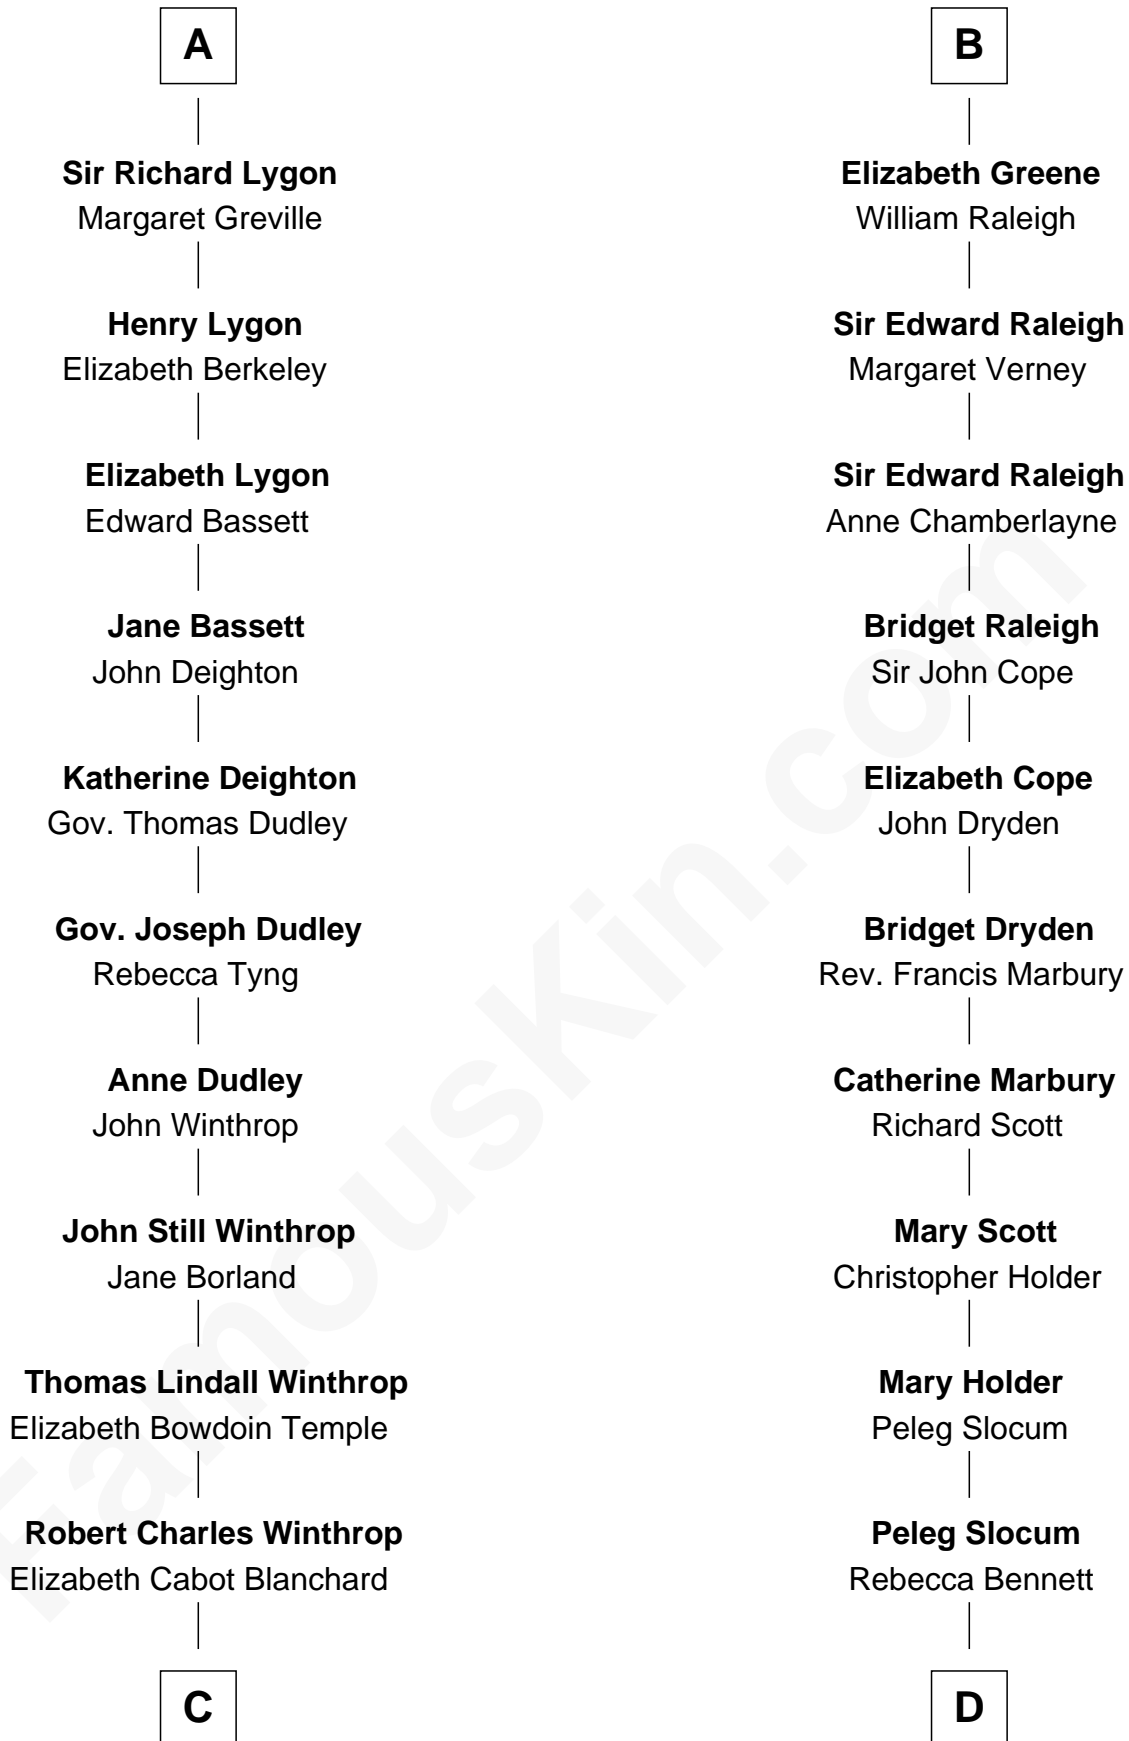 A
Sir Richard Lygon
Margaret Greville
Henry Lygon
Elizabeth Berkeley
Elizabeth Lygon
Edward Bassett
Jane Bassett
John Deighton
Katherine Deighton
Gov. Thomas Dudley
Gov. Joseph Dudley
Rebecca Tyng
Anne Dudley
John Winthrop
John Still Winthrop
Jane Borland
Thomas Lindall Winthrop
Elizabeth Bowdoin Temple
Robert Charles Winthrop
Elizabeth Cabot Blanchard
C
B
Elizabeth Greene
William Raleigh
Sir Edward Raleigh
Margaret Verney
Sir Edward Raleigh
Anne Chamberlayne
Bridget Raleigh
Sir John Cope
Elizabeth Cope
John Dryden
Bridget Dryden
Rev. Francis Marbury
Catherine Marbury
Richard Scott
Mary Scott
Christopher Holder
Mary Holder
Peleg Slocum
Peleg Slocum
Rebecca Bennett
D
FamousKin.com